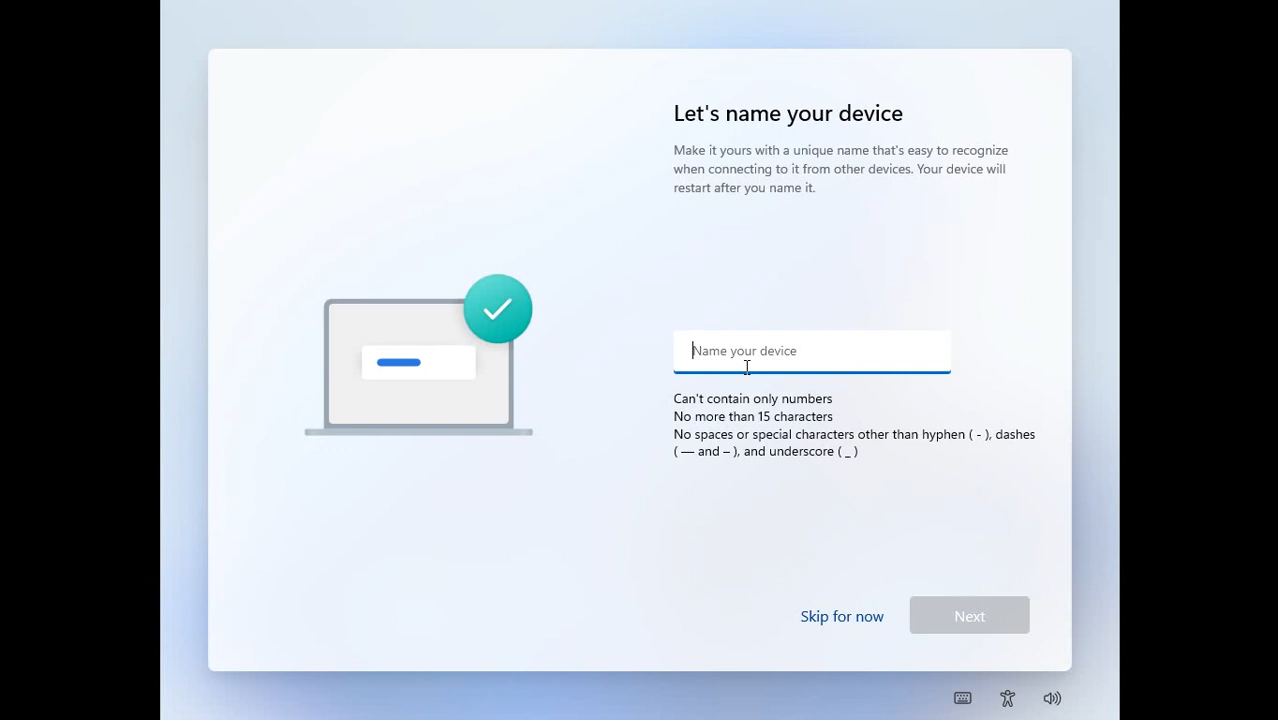 Let's name your device
Make it yours with a unique name that's easy to recognize
when connecting to it from other devices. Your device will
restart after you name it.
Name your device
Can't contain only numbers
No more than 15 characters
No spaces or special characters other than hyphen ( - ), dashes
( — and – ), and underscore ( _ )
Skip for now
Next